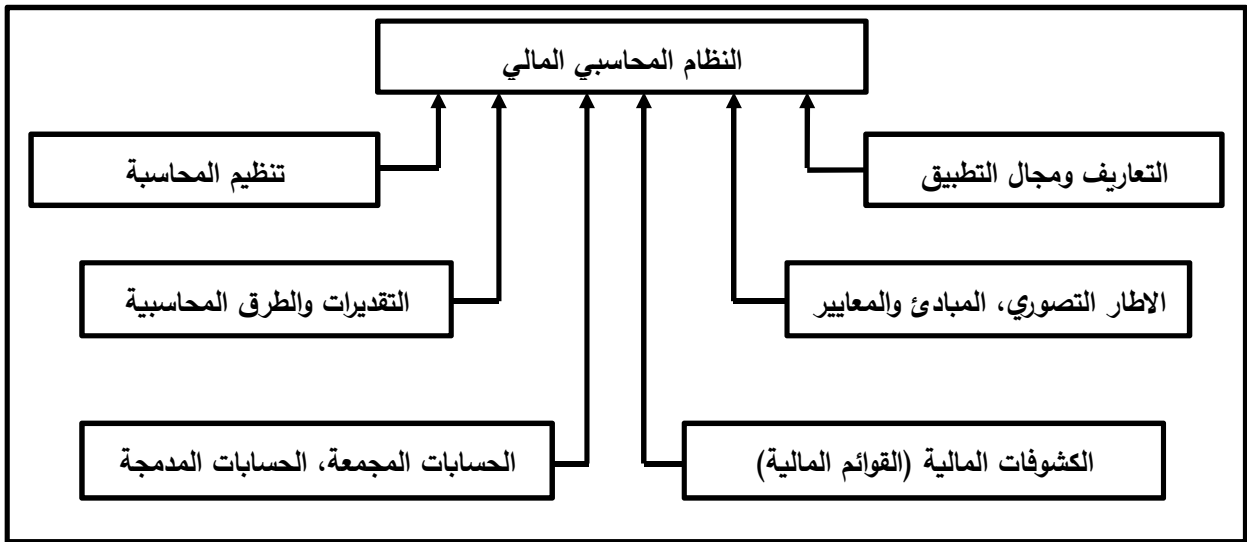 النظام المحاسبي المالي
التعاريف ومجال التطبيق
تنظيم المحاسبة
الاطار التصوري، المبادئ والمعايير
التقديرات والطرق المحاسبية
الكشوفات المالية (القوائم المالية)
الحسابات المجمعة، الحسابات المدمجة